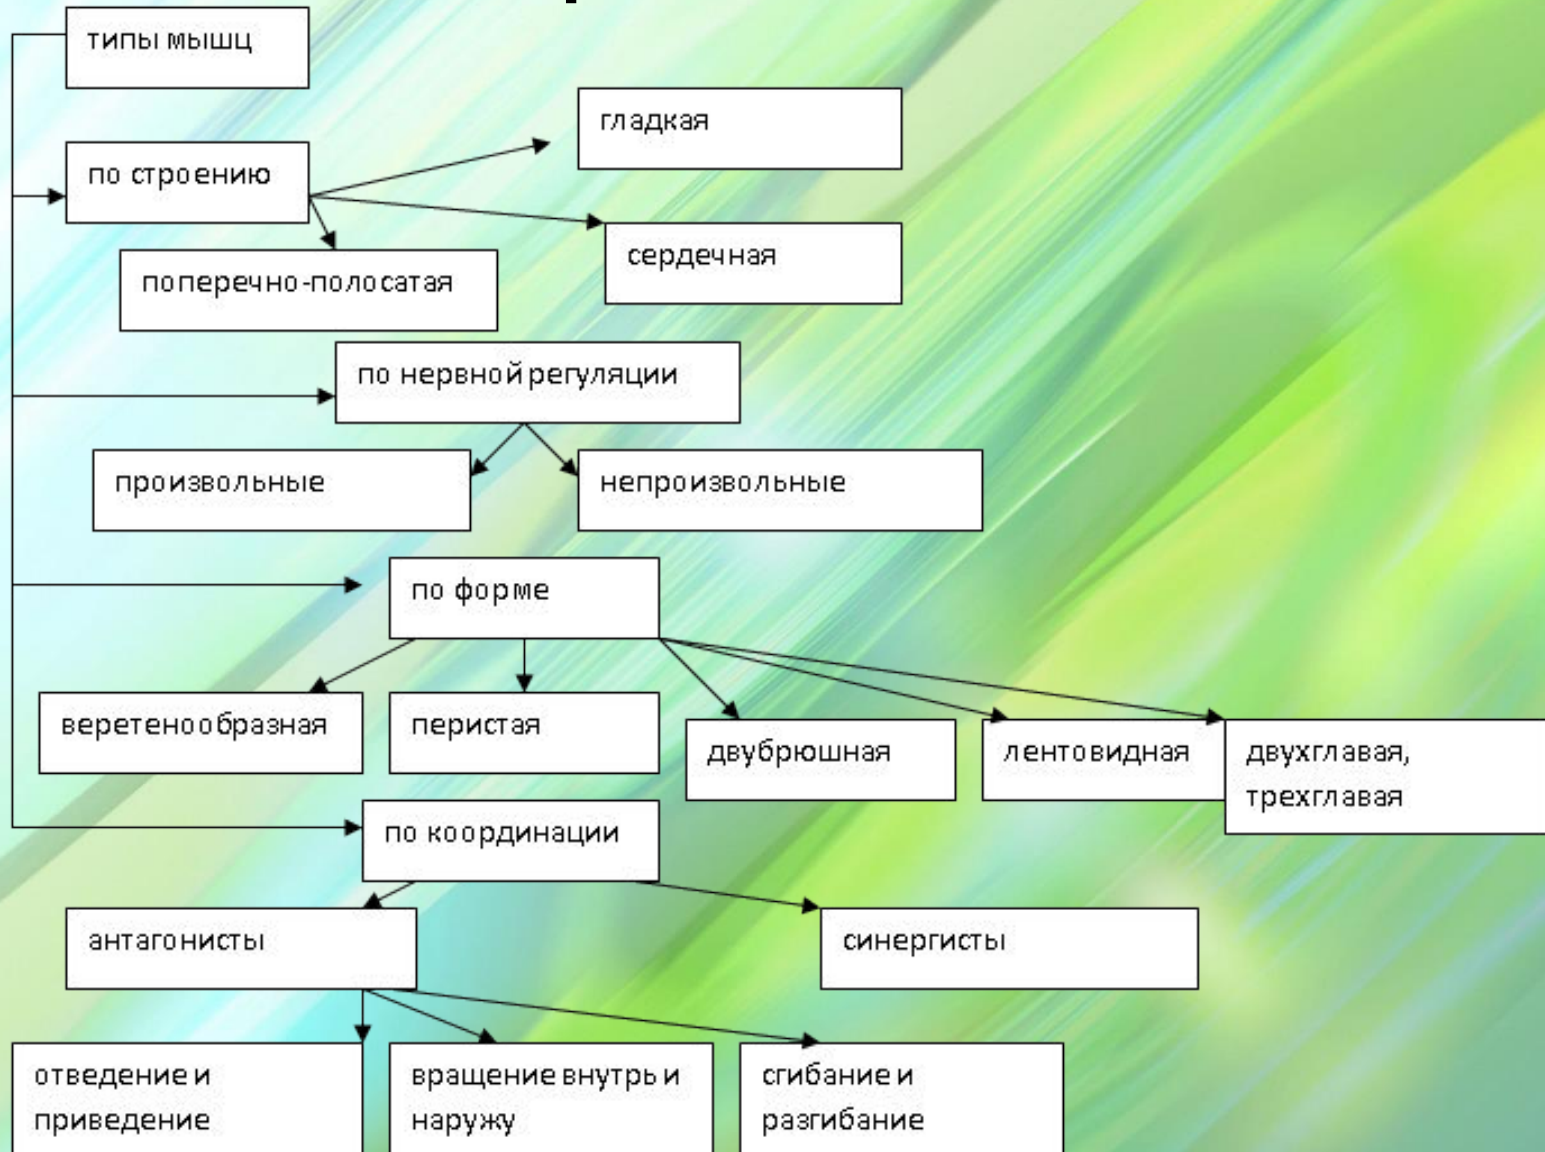 типы мышц
гладкая
по строению
сердечная
поперечно-полосатая
по нервной регуляции
произвольные
непроизвольные
по форме
веретенообразная
перистая
двубрюшная
лентовидная
двухглавая,
трехглавая
по координации
антагонисты
синергисты
отведение и
приведение
вращение внутрь и
наружу
сгибание и
разгибание